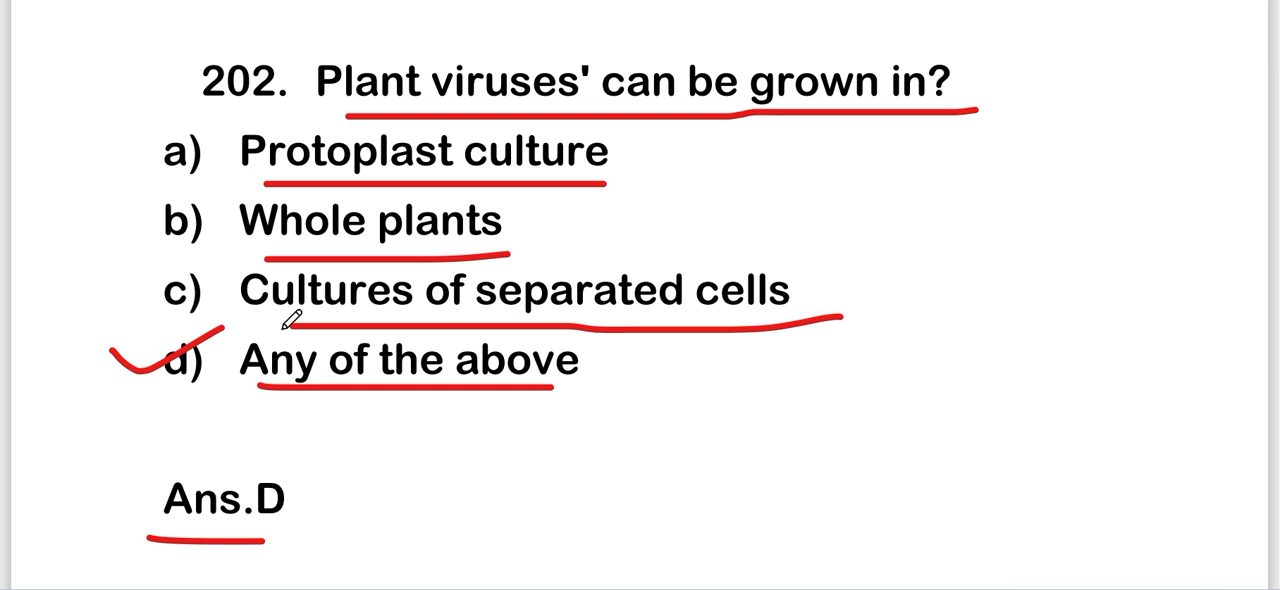 202. Plant viruses' can be grown in?
a) Protoplast culture
b) Whole plants
c) Cultures of separated cells
d) Any of the above
Ans.D